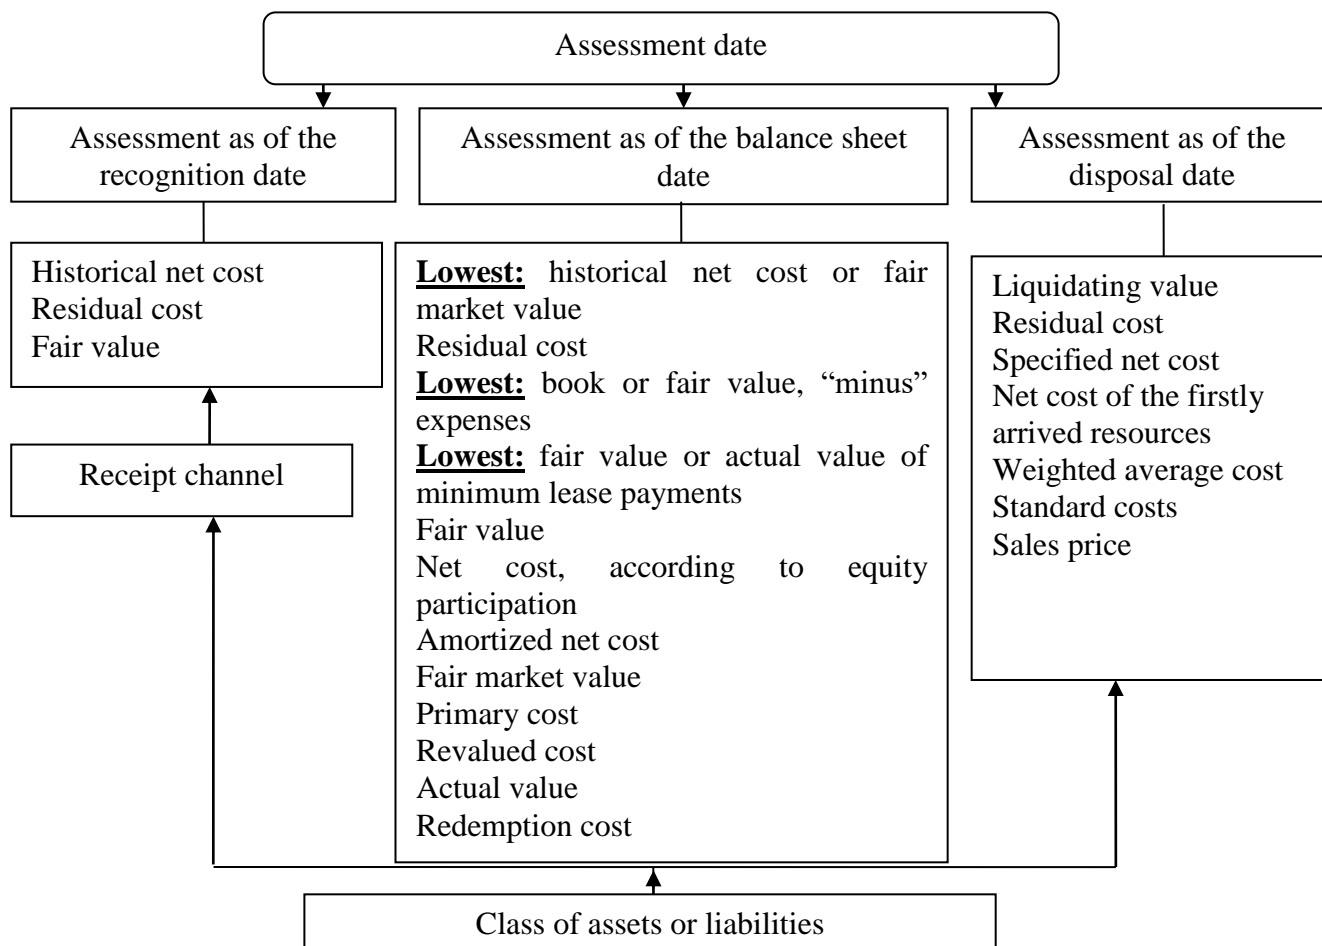 Assessment date
Assessment as of the
recognition date
Assessment as of the balance sheet
date
Assessment as of the
disposal date
Historical net cost
Residual cost
Fair value
Receipt channel
Lowest: historical net cost or fair
market value
Residual cost
Lowest: book or fair value, “minus”
expenses
Lowest: fair value or actual value of
minimum lease payments
Fair value
Net cost, according to equity
participation
Amortized net cost
Fair market value
Primary cost
Revalued cost
Actual value
Redemption cost
Liquidating value
Residual cost
Specified net cost
Net cost of the firstly
arrived resources
Weighted average cost
Standard costs
Sales price
Class of assets or liabilities